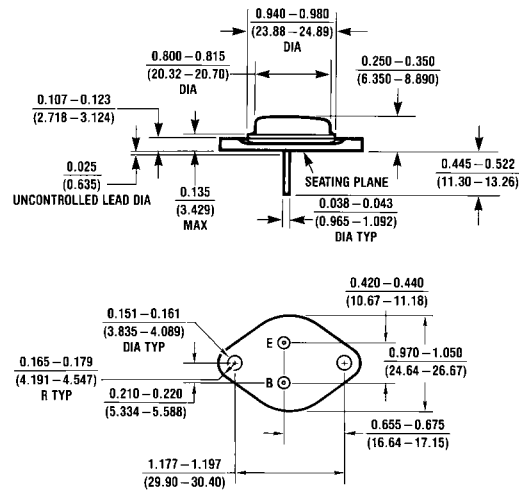 0.940 – 0.980
(23.88 – 24.89)
DIA
0.800 – 0.815
(20.32 – 20.70)
DIA
0.250 – 0.350
(6.350 – 8.890)
0.107 – 0.123
(2.718 – 3.124)
0.025
(0.635)
UNCONTROLLED LEAD DIA
0.135
(3.429)
MAX
SEATING PLANE
0.445 – 0.522
(11.30 – 13.26)
0.038 – 0.043
(0.965 – 1.092)
DIA TYP
0.420 – 0.440
(10.67 – 11.18)
0.151 – 0.161
(3.835 – 4.089)
DIA TYP
E
0.970 – 1.050
(24.64 – 26.67)
0.165 – 0.179
(4.191 – 4.547)
R TYP
B
0.210 – 0.220
(5.334 – 5.588)
0.655 – 0.675
(16.64 – 17.15)
1.177 – 1.197
(29.90 – 30.40)